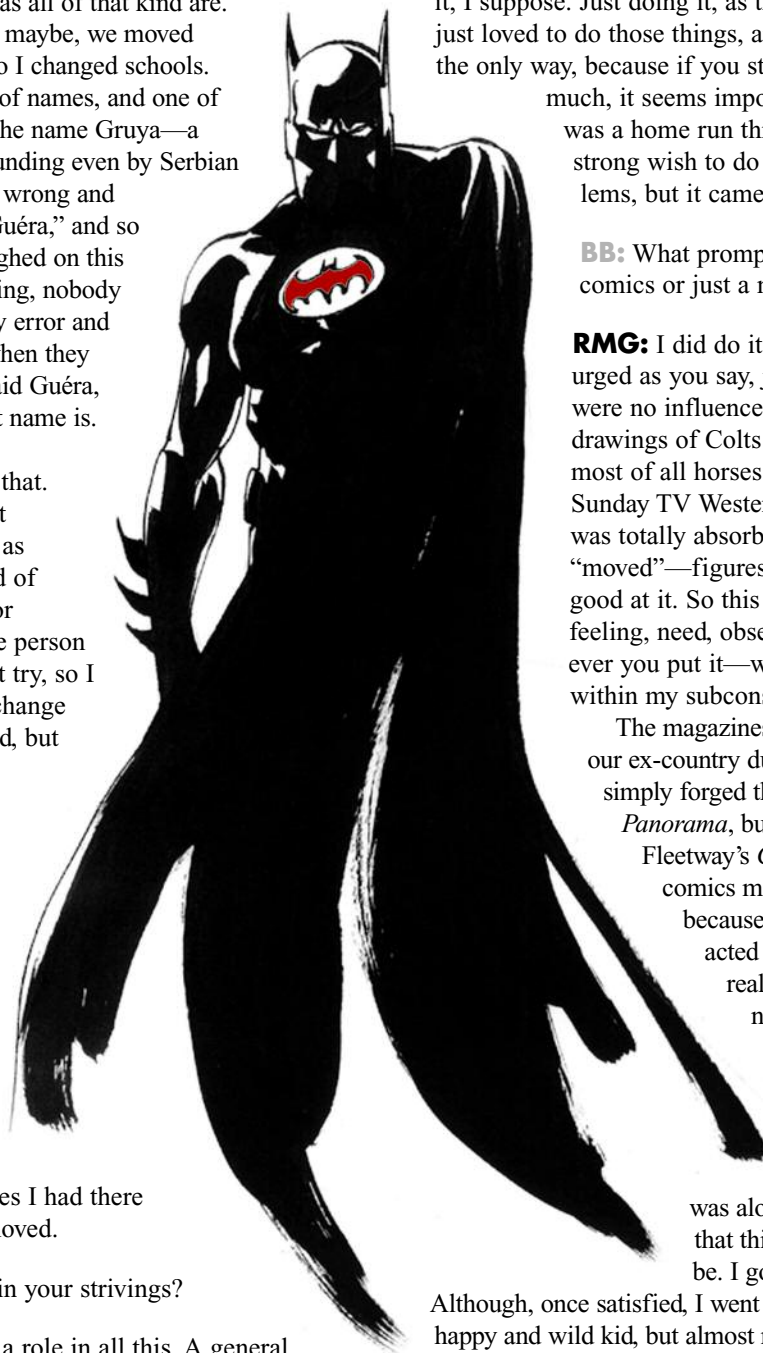 as all of that kind are.
maybe, we moved
o I changed schools.
of names, and one of
he name Gruya—a
unding even by Serbian
wrong and
Guéra,” and so
ghed on this
ing, nobody
y error and
hen they
aid Guéra,
t name is.
that.
t
as
d of
or
e person
t try, so I
change
d, but
es I had there
loved.
in your strivings?
a role in all this. A general
it, I suppose. Just doing it, as t
just loved to do those things, a
the only way, because if you st
much, it seems impo
was a home run thi
strong wish to do
lems, but it came
BB: What promp
comics or just a n
RMG: I did do it
urged as you say, j
were no influence
drawings of Colts
most of all horses
Sunday TV Weste
was totally absorb
“moved”—figures
good at it. So this
feeling, need, obse
ever you put it—w
within my subcons
The magazines
our ex-country du
simply forged th
Panorama, bu
Fleetway’s C
comics m
because
acted
real
n
was alo
that thi
be. I go
Although, once satisfied, I went
happy and wild kid, but almost n